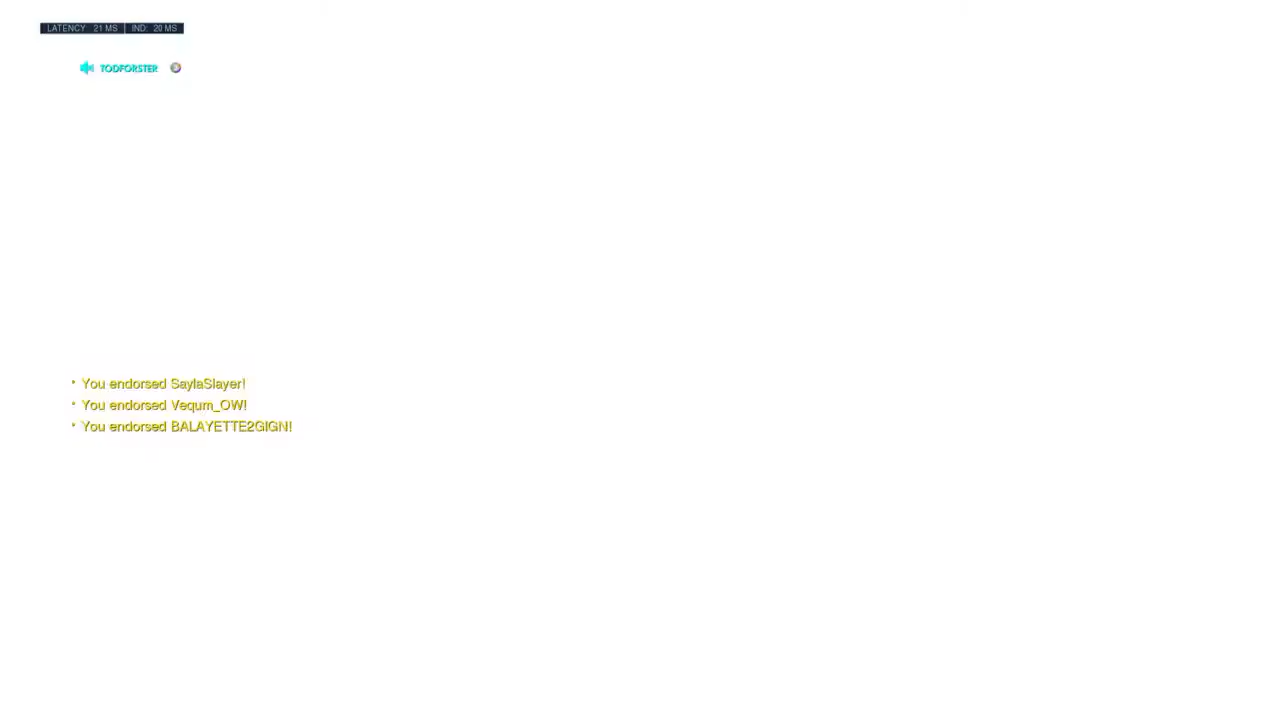 LATENCY: 21 MS | IND: 20 MS
TODFORSTER
You endorsed SaylaSlayer!
You endorsed Vequm_OW!
You endorsed BALAYETTE2GIGN!